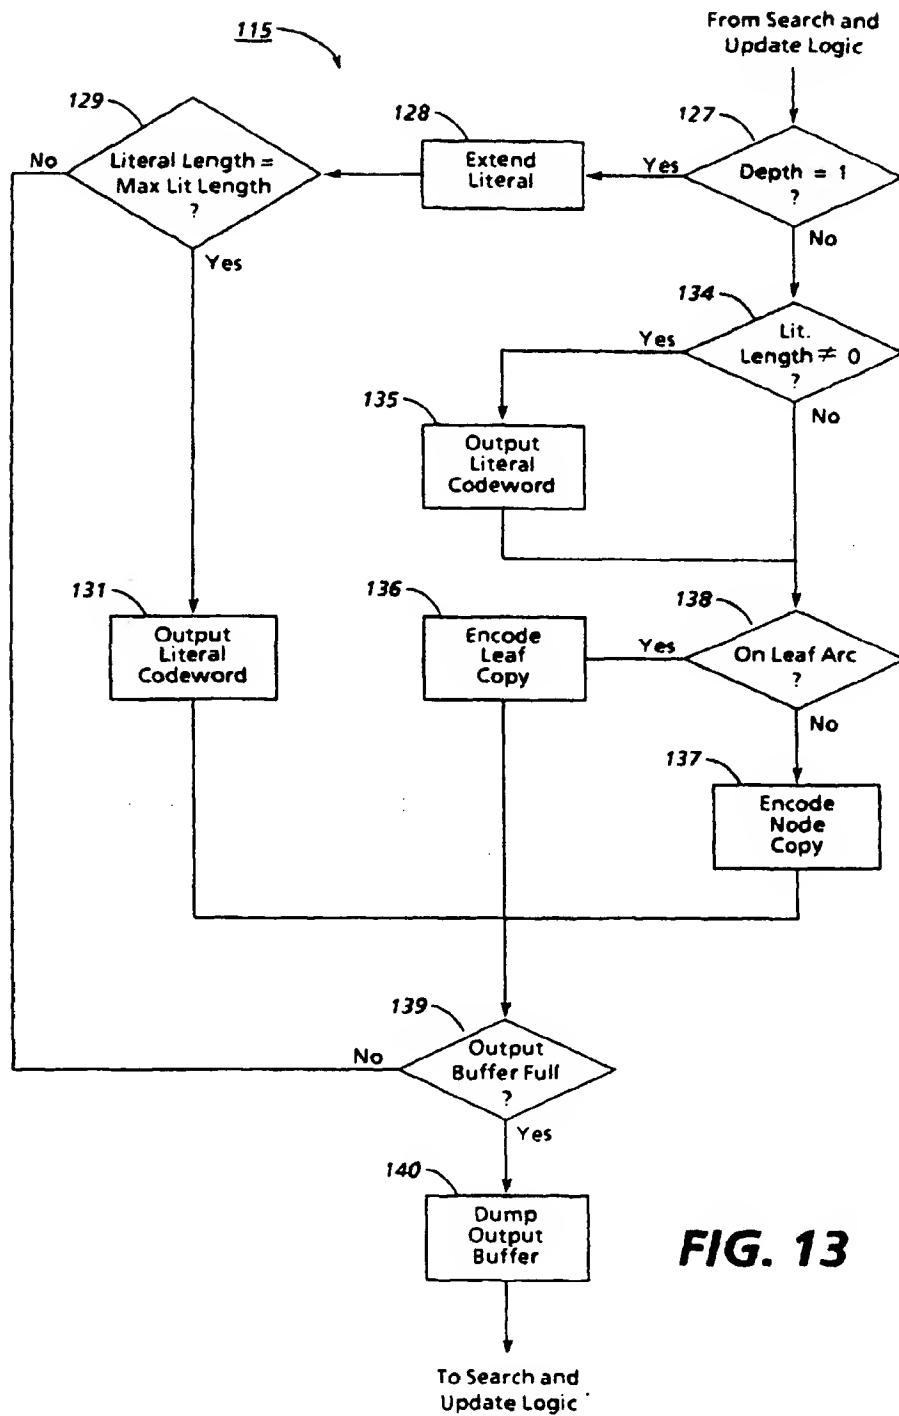 From Search and
Update Logic
115
129
128
127
No
Literal Length =
Max Lit Length
?
Extend
Literal
Yes
Depth = 1
?
Yes
No
134
Yes
Lit.
Length ≠ 0
?
135
No
Output
Literal
Codeword
131
136
138
Output
Literal
Codeword
Encode
Leaf
Copy
Yes
On Leaf Arc
?
No
137
Encode
Node
Copy
139
No
Output
Buffer Full
?
Yes
140
Dump
Output
Buffer
FIG. 13
To Search and
Update Logic